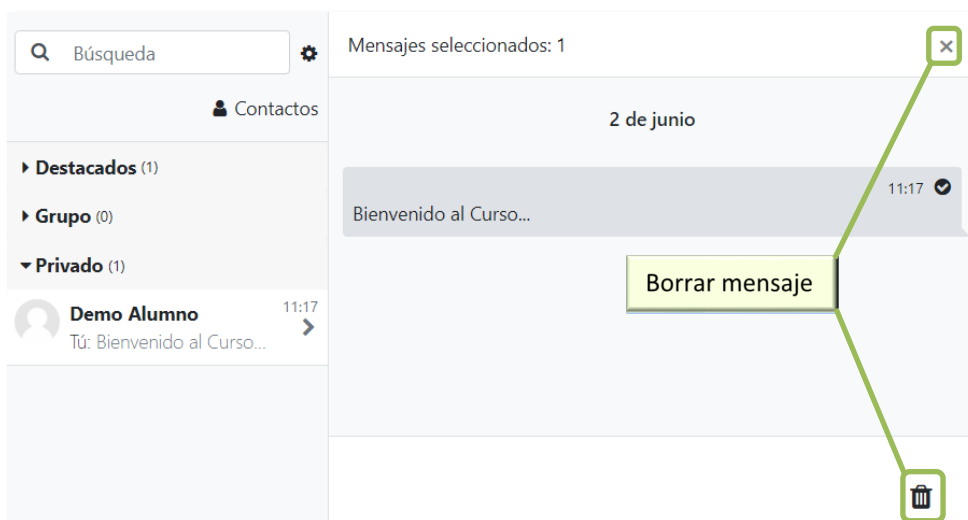 Búsqueda
Contactos
Destacados (1)
Grupo (0)
Privado (1)
Demo Alumno 11:17
Tú: Bienvenido al Curso...
Mensajes seleccionados: 1
2 de junio
11:17
Bienvenido al Curso...
Borrar mensaje